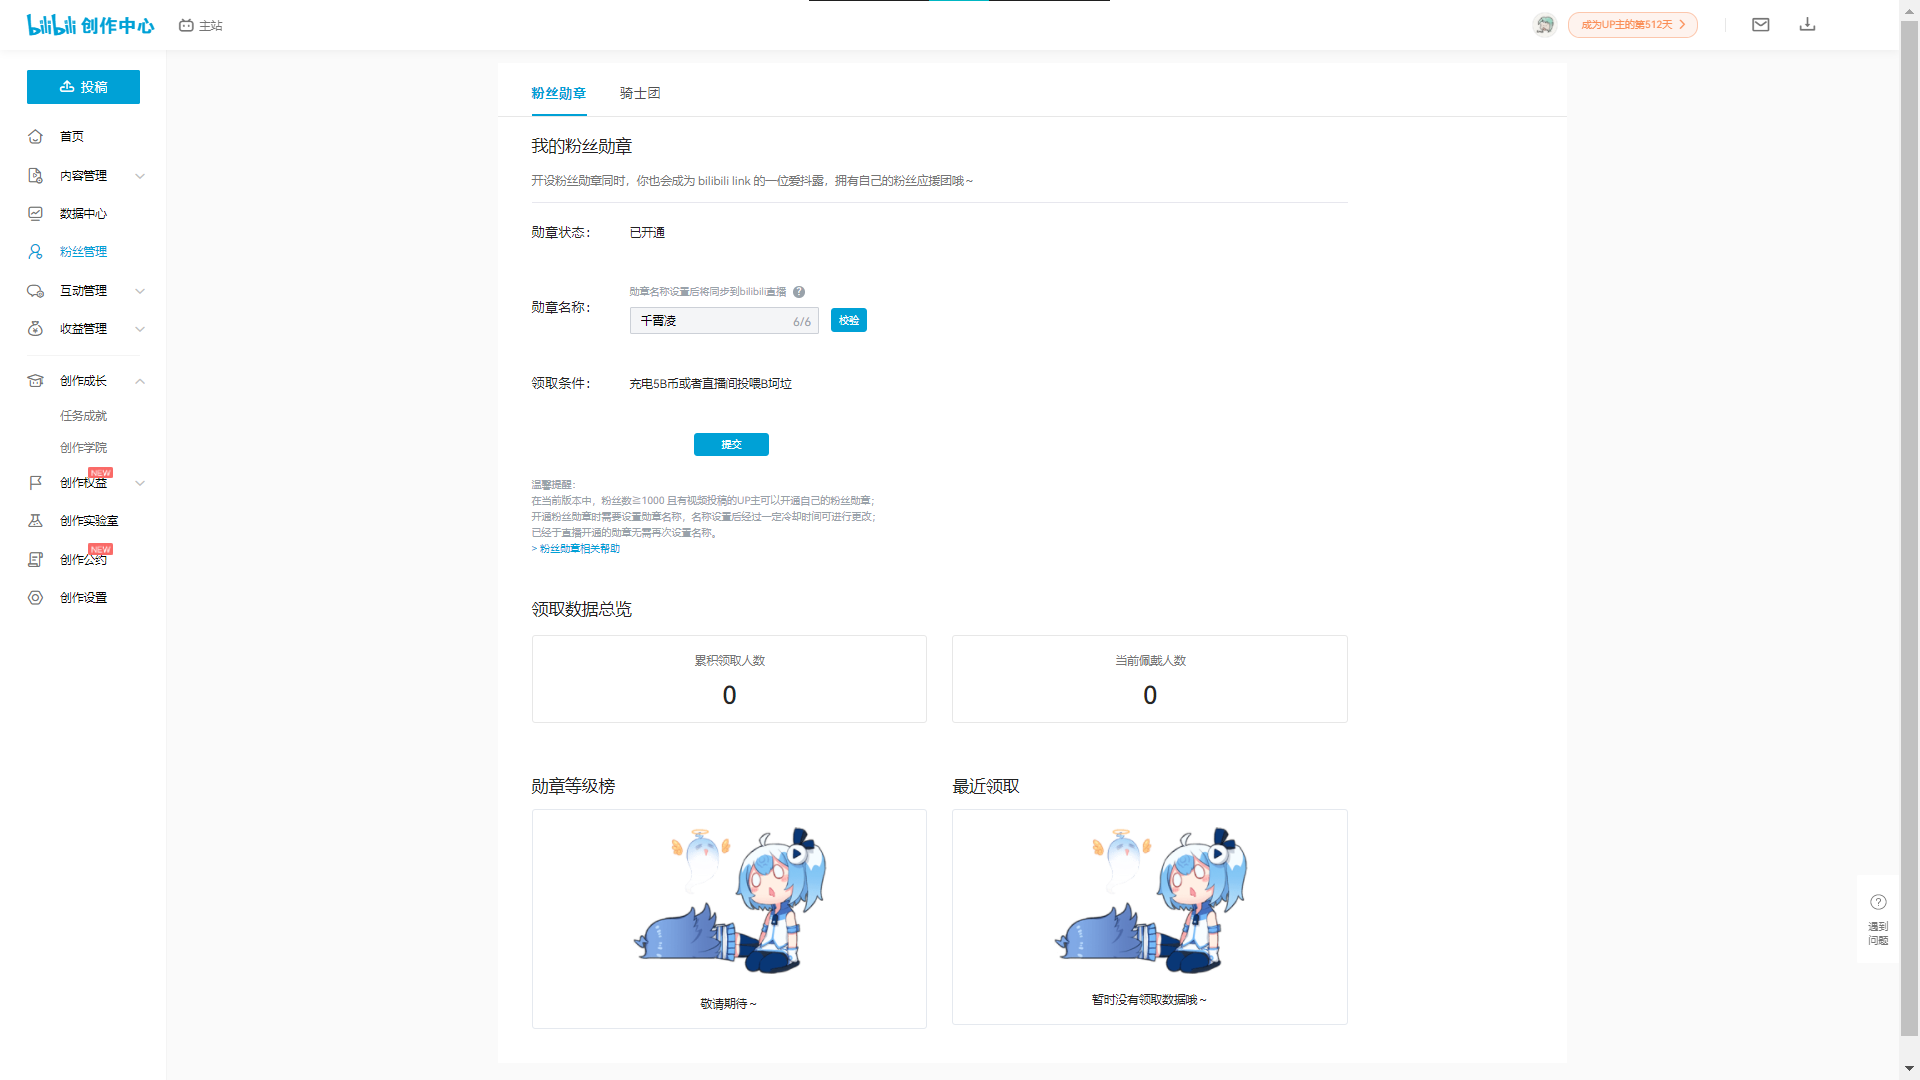 bilibili 创作中心
主站
成为UP主的第512天
投稿
首页
内容管理
数据中心
粉丝管理
互动管理
收益管理
创作成长
任务成就
创作学院
创作权益
NEW
创作实验室
创作公约
NEW
创作设置
粉丝勋章
骑士团
我的粉丝勋章
开设粉丝勋章同时，你也会成为 bilibili link 的一位爱抖露，拥有自己的粉丝应援团哦～
勋章状态：
已开通
勋章名称设置后将同步到bilibili直播 ?
勋章名称：
千霄凌
6/6
校验
领取条件：
充电5B币或者直播间投喂B坷垃
提交
温馨提醒：
在当前版本中，粉丝数≥1000 且有视频投稿的UP主可以开通自己的粉丝勋章；
开通粉丝勋章时需要设置勋章名称，名称设置后经过一定冷却时间可进行更改；
已经于直播开通的勋章无需再次设置名称。
> 粉丝勋章相关帮助
领取数据总览
累积领取人数
0
当前佩戴人数
0
勋章等级榜
敬请期待～
最近领取
暂时没有领取数据哦～
?
遇到
问题